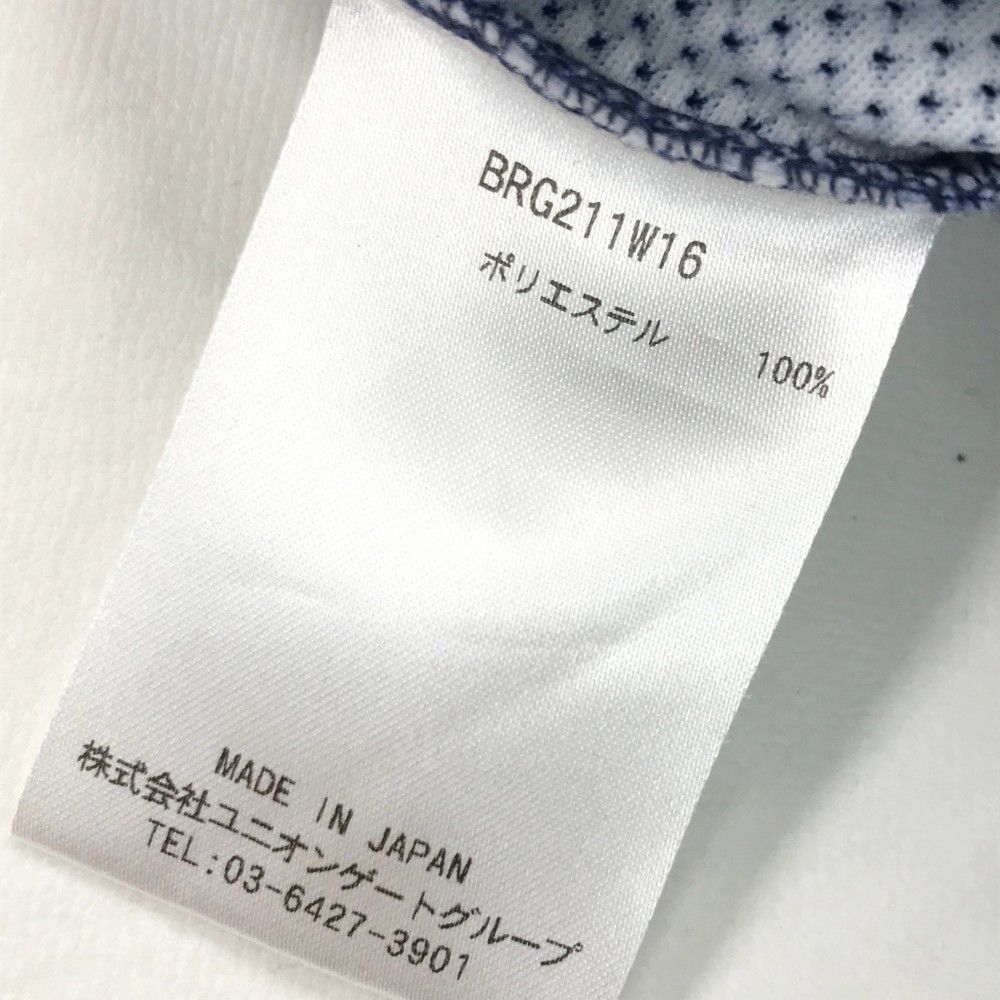 BRG211W16
ポリエステル 100%
MADE IN JAPAN
株式会社ユニオンゲートグループ
TEL:03-6427-3901